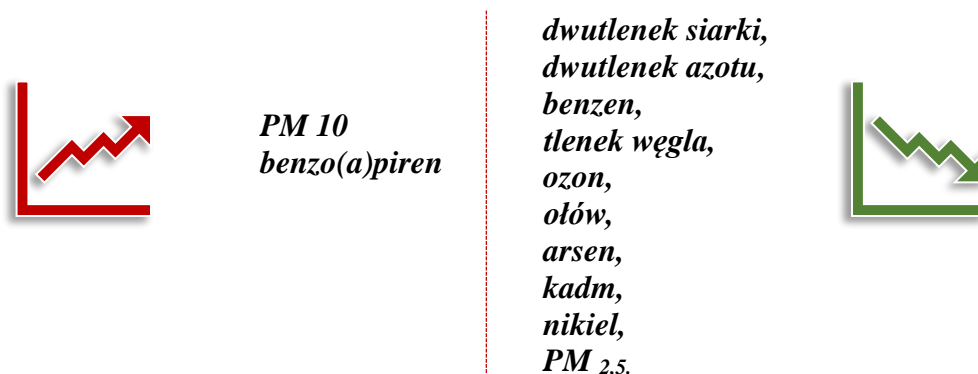 PM 10
benzo(a)piren
dwutlenek siarki,
dwutlenek azotu,
benzen,
tlenek węgla,
ozon,
ołów,
arsen,
kadm,
nikiel,
PM 2,5.